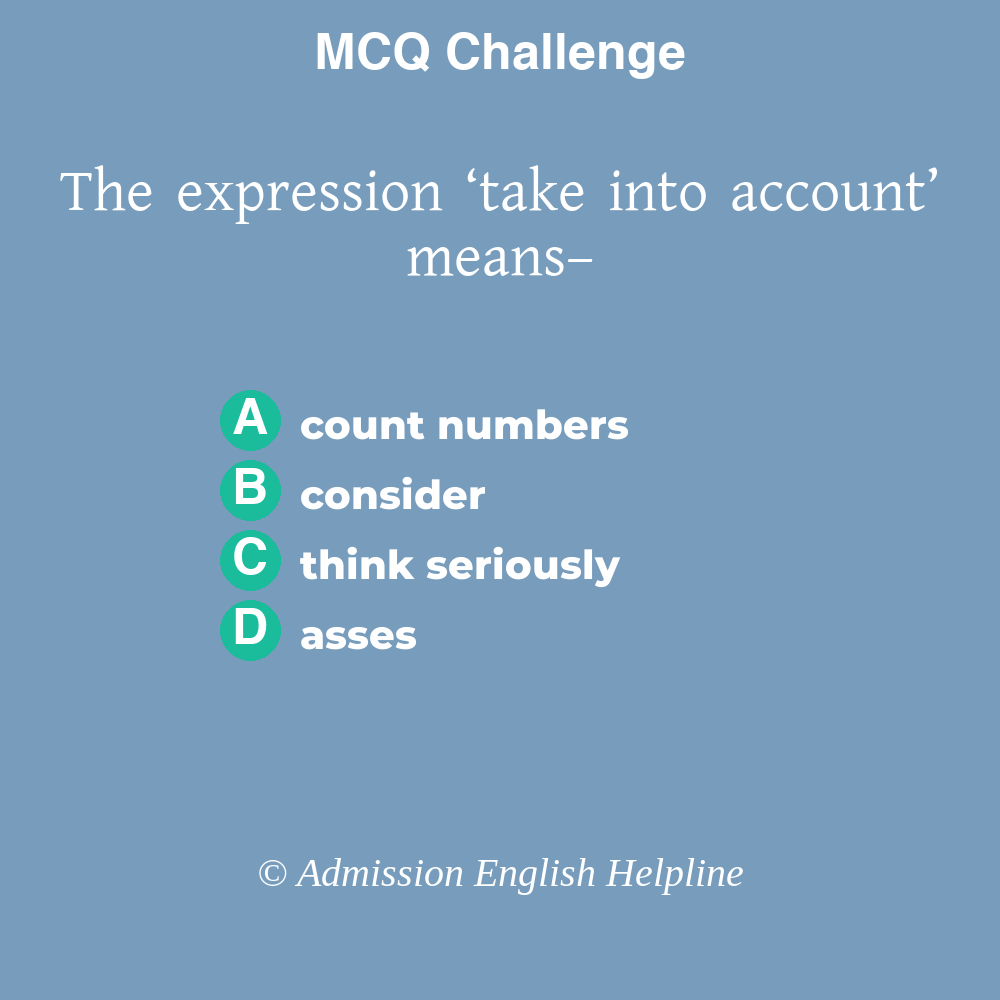 MCQ Challenge
The expression ‘take into account’
means–
A count numbers
B consider
C think seriously
D asses
© Admission English Helpline